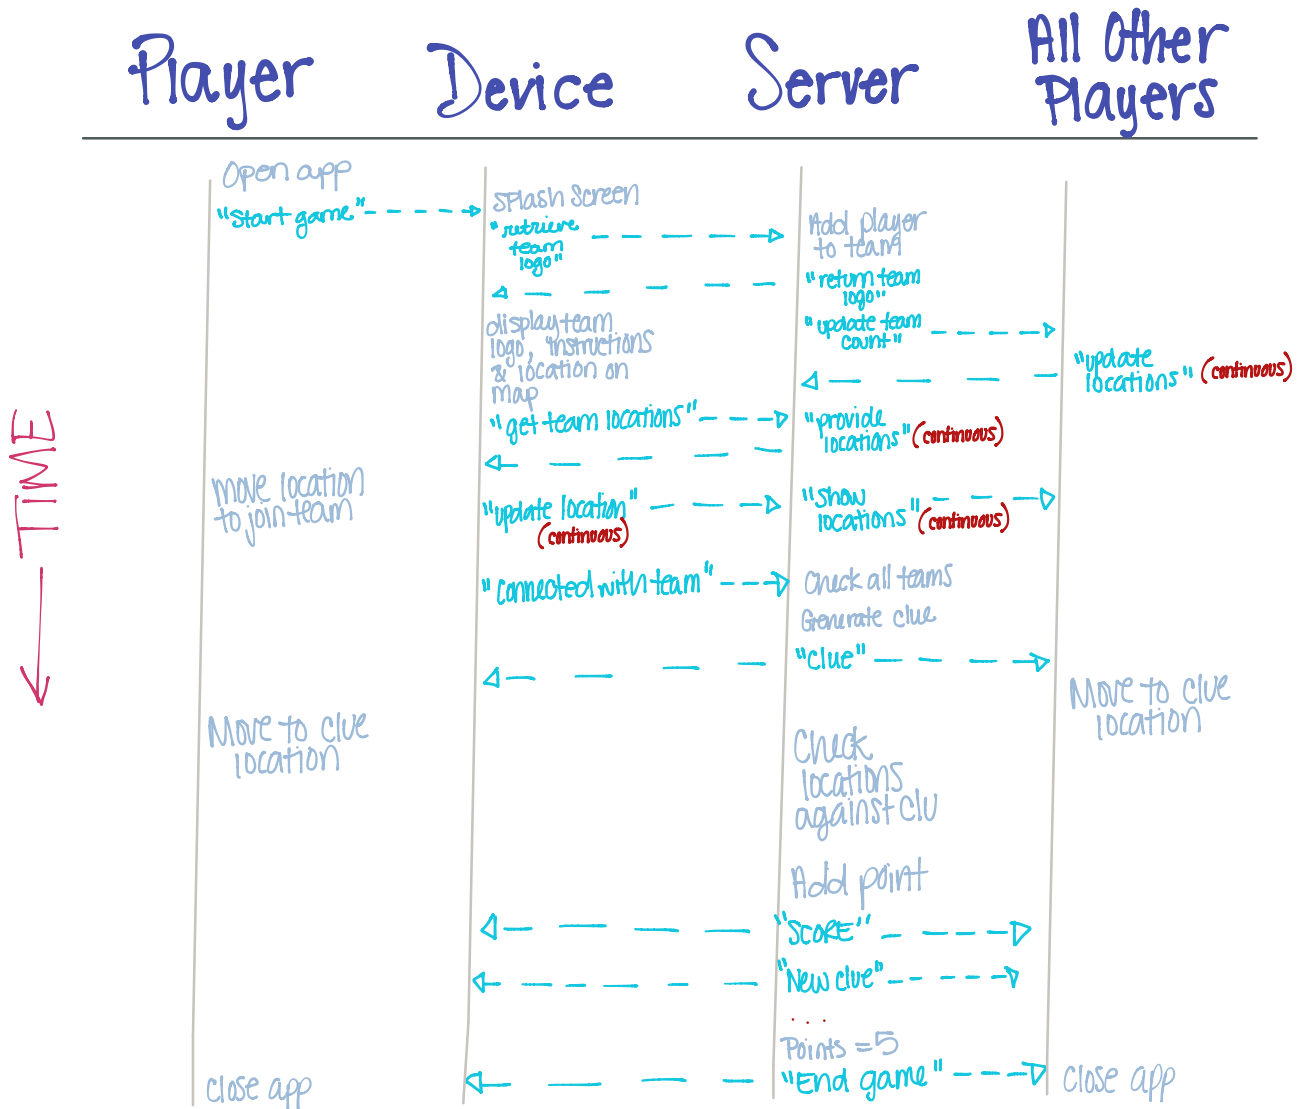 Player
Device
Server
All Other
Players
Open app
"Start game"
Splash Screen
"retrieve
team
logo"
Add player
to team
"return team
logo"
display team
logo, instructions
& location on
map
"update team
count"
"update
locations" (continuous)
"get team locations"
"provide
locations" (continuous)
TIME
move location
to join team
"update location"
(continuous)
"show
locations" (continuous)
"connected with team"
Check all teams
Generate clue
"clue"
Move to clue
location
Move to clue
location
Check
locations
against clu
Add point
"SCORE"
"New clue"
...
Points = 5
"End game"
close app
close app